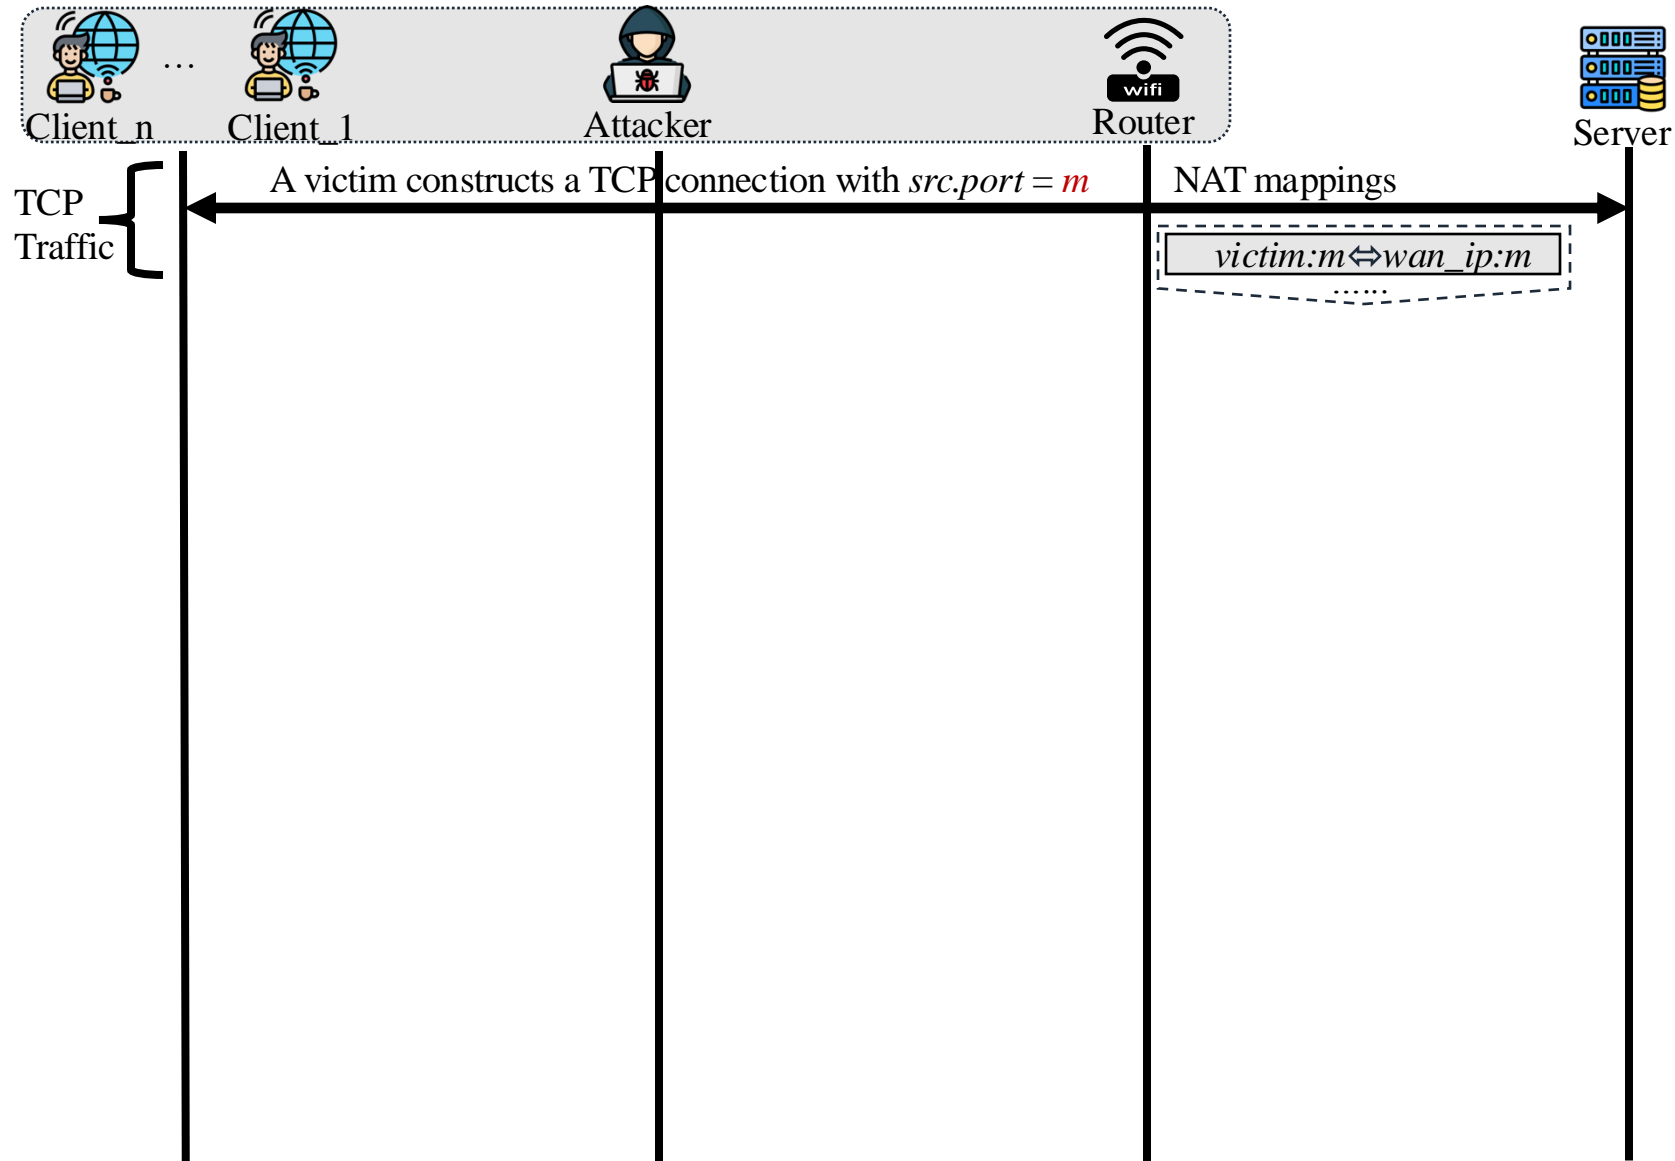 …
Client_n
Client_1
Attacker
wifi
Router
Server
TCP
Traffic
A victim constructs a TCP connection with src.port = m
NAT mappings
victim:m⇔wan_ip:m
……